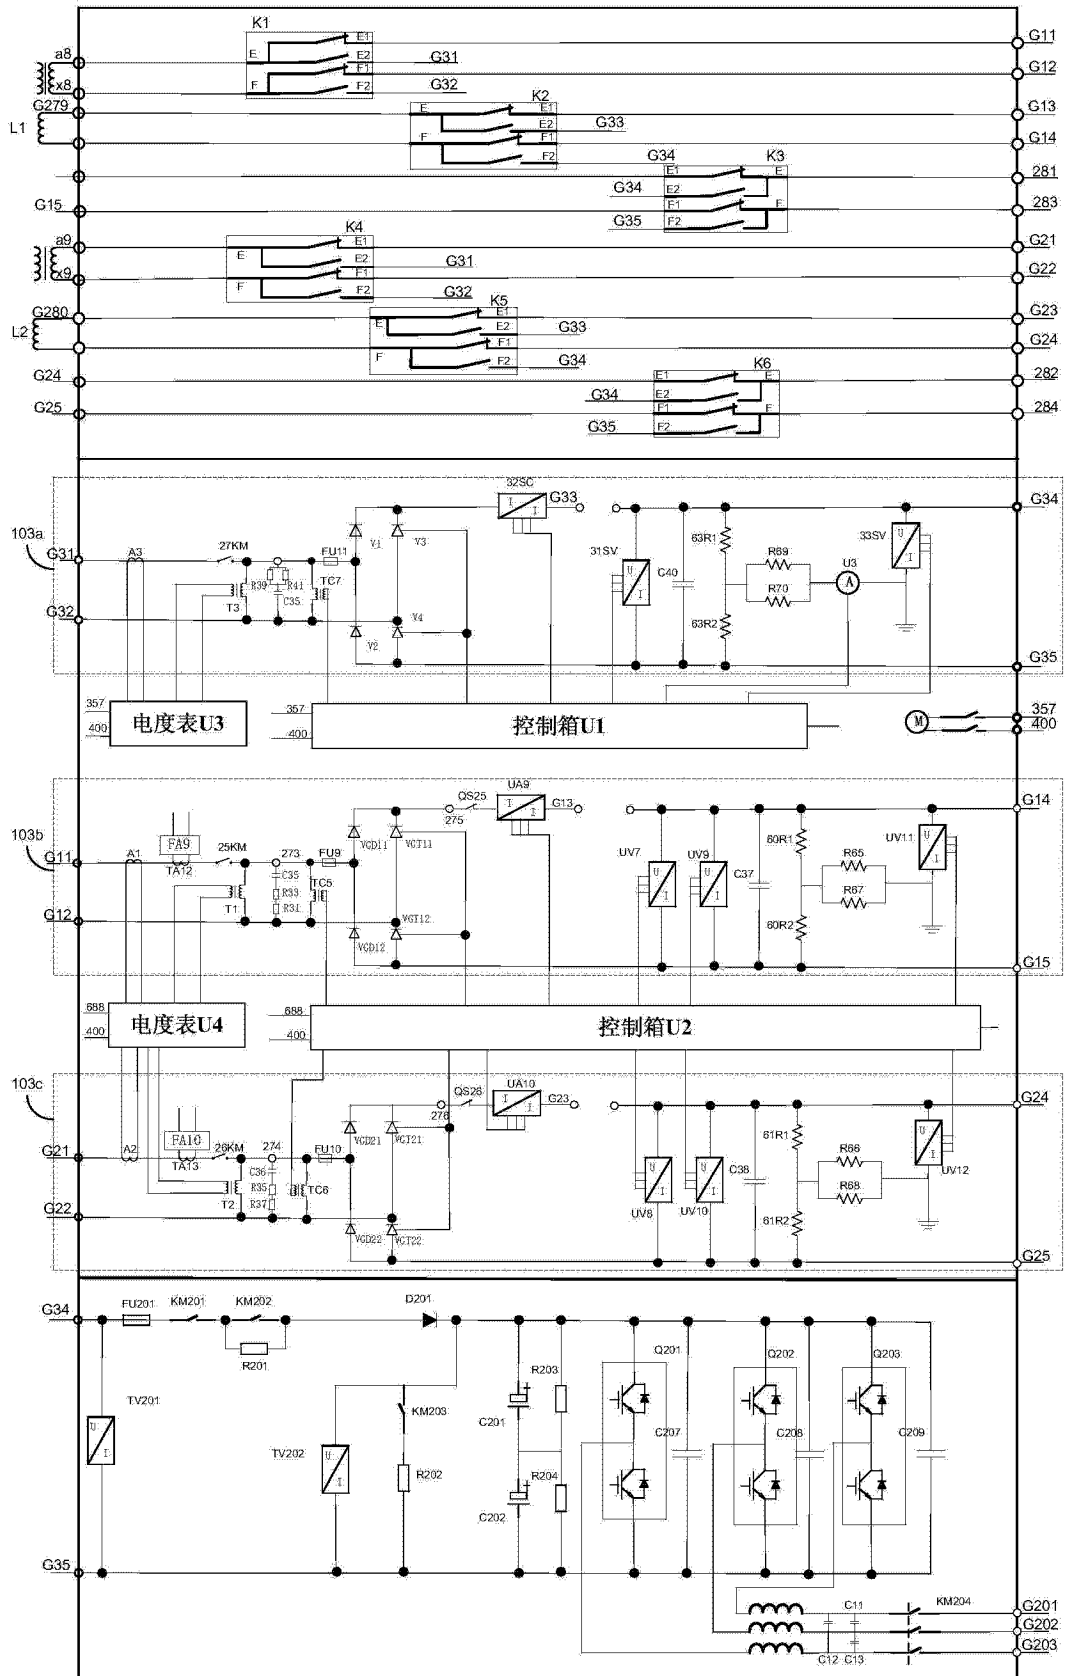 K1
a8
E
E1
E2
G31
G11
F
F1
G12
x8
F2
G32
G279
L1
E
K2
E1
G13
E2
G33
F
F1
G14
F2
G34
K3
E1
E
281
G34
E2
G15
F1
F
283
G35
F2
K4
a9
E1
G21
E
E2
G31
x9
F
F1
G22
F2
G32
G280
L2
E
K5
E1
G23
E2
G33
F
F1
G24
F2
G34
K6
G24
E1
E
282
G34
E2
G25
F1
F
284
G35
F2
32SC
I
I
G33
G34
103a
G31
A3
27KM
R39
R41
C35
T3
FU11
TC7
V1
V3
V2
V4
31SV
U
I
C40
63R1
63R2
R69
R70
U3
A
33SV
U
I
G32
G35
357
400
电度表U3
357
400
控制箱U1
M
357
400
103b
QS25
275
UA9
I
I
G13
G14
G11
A1
FA9
TA12
25KM
273
C35
R33
R31
T1
FU9
TC5
VGD11
VGT11
VGD12
VGT12
UV7
U
I
UV9
U
I
C37
60R1
60R2
R65
R67
UV11
U
I
G12
G15
688
400
电度表U4
688
400
控制箱U2
103c
QS26
276
UA10
I
I
G23
G24
G21
A2
FA10
TA13
26KM
274
C36
R35
R37
T2
FU10
TC6
VGD21
VGT21
VGD22
VGT22
U
I
UV8
U
I
UV10
C38
61R1
61R2
R66
R68
U
I
UV12
G22
G25
G34
FU201
KM201
KM202
R201
D201
TV201
U
I
TV202
U
I
KM203
R202
C201
C202
R203
R204
Q201
C207
Q202
C208
Q203
C209
G35
C11
C12
C13
KM204
G201
G202
G203